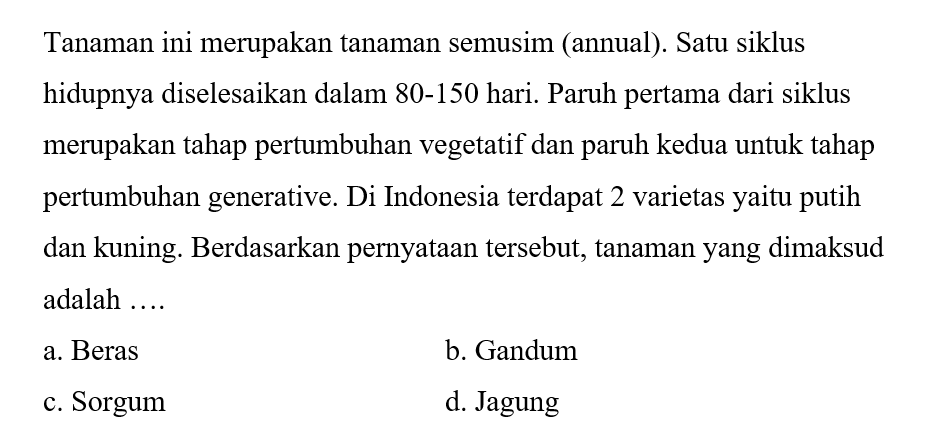 Tanaman ini merupakan tanaman semusim (annual). Satu siklus
hidupnya diselesaikan dalam 80-150 hari. Paruh pertama dari siklus
merupakan tahap pertumbuhan vegetatif dan paruh kedua untuk tahap
pertumbuhan generative. Di Indonesia terdapat 2 varietas yaitu putih
dan kuning. Berdasarkan pernyataan tersebut, tanaman yang dimaksud
adalah ….
a. Beras b. Gandum
c. Sorgum d. Jagung